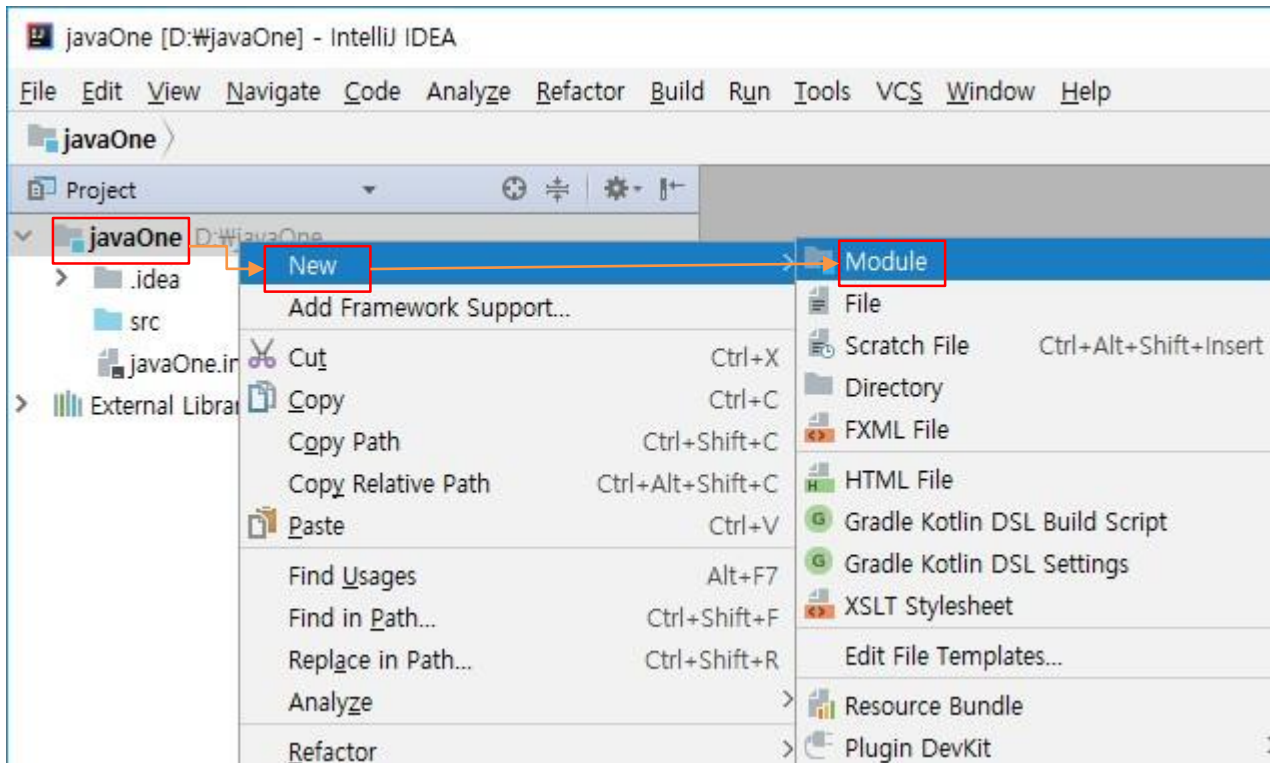 javaOne [D:₩javaOne] - IntelliJ IDEA
File Edit View Navigate Code Analyze Refactor Build Run Tools VCS Window Help
javaOne
Project
javaOne D:₩javaOne
.idea
src
javaOne.in
External Librar
New
Add Framework Support...
Cut Ctrl+X
Copy Ctrl+C
Copy Path Ctrl+Shift+C
Copy Relative Path Ctrl+Alt+Shift+C
Paste Ctrl+V
Find Usages Alt+F7
Find in Path... Ctrl+Shift+F
Replace in Path... Ctrl+Shift+R
Analyze
Refactor
Module
File
Scratch File Ctrl+Alt+Shift+Insert
Directory
FXML File
HTML File
Gradle Kotlin DSL Build Script
Gradle Kotlin DSL Settings
XSLT Stylesheet
Edit File Templates...
Resource Bundle
Plugin DevKit